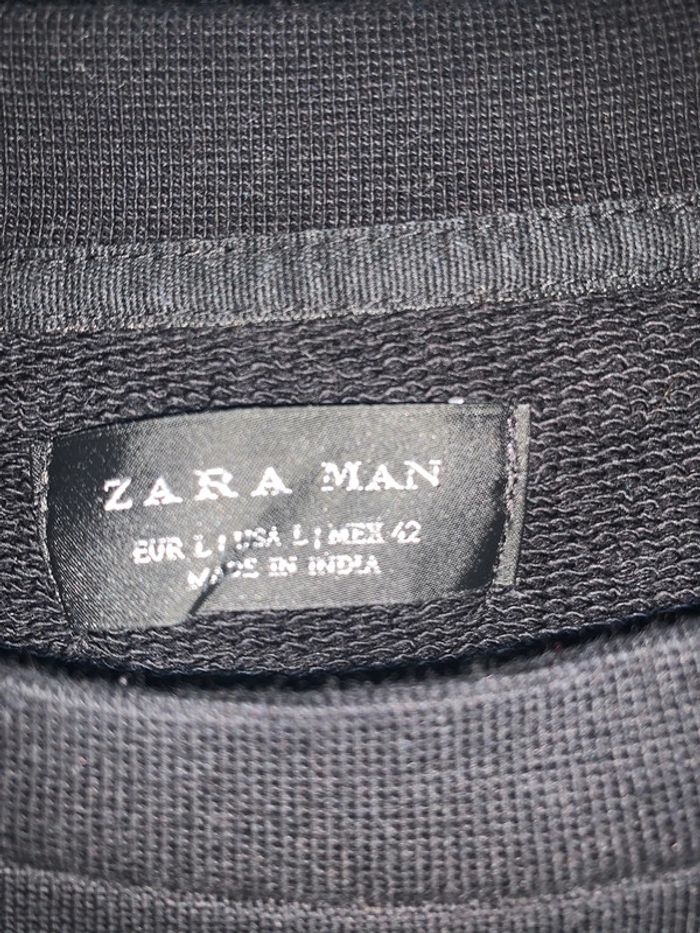 ZARA MAN
EUR L | USA L | MEX 42
MADE IN INDIA